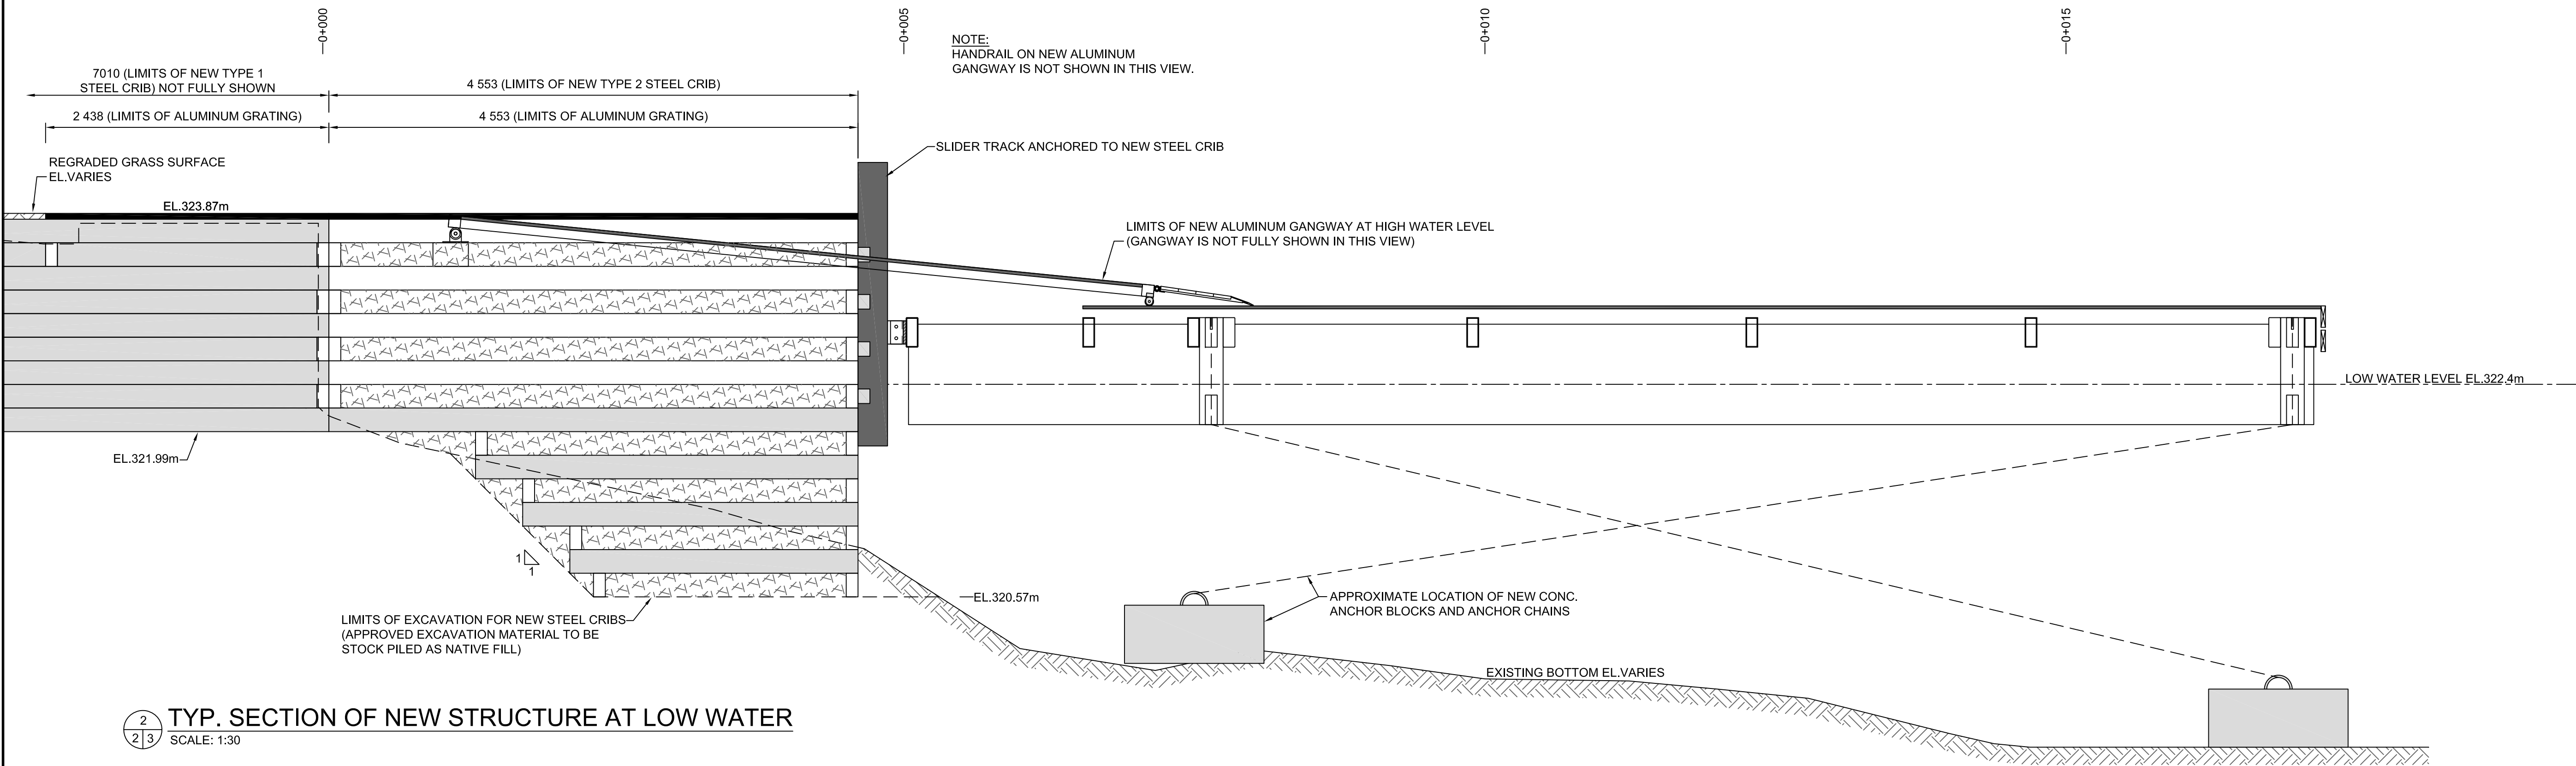 0+000
0+005
0+010
0+015
NOTE:
HANDRAIL ON NEW ALUMINUM
GANGWAY IS NOT SHOWN IN THIS VIEW.
7010 (LIMITS OF NEW TYPE 1
STEEL CRIB) NOT FULLY SHOWN
4 553 (LIMITS OF NEW TYPE 2 STEEL CRIB)
2 438 (LIMITS OF ALUMINUM GRATING)
4 553 (LIMITS OF ALUMINUM GRATING)
SLIDER TRACK ANCHORED TO NEW STEEL CRIB
REGRADED GRASS SURFACE
EL.VARIES
EL.323.87m
LIMITS OF NEW ALUMINUM GANGWAY AT HIGH WATER LEVEL
(GANGWAY IS NOT FULLY SHOWN IN THIS VIEW)
LOW WATER LEVEL EL.322.4m
EL.321.99m
1
1
EL.320.57m
LIMITS OF EXCAVATION FOR NEW STEEL CRIBS
(APPROVED EXCAVATION MATERIAL TO BE
STOCK PILED AS NATIVE FILL)
APPROXIMATE LOCATION OF NEW CONC.
ANCHOR BLOCKS AND ANCHOR CHAINS
EXISTING BOTTOM EL.VARIES
2
2 3
TYP. SECTION OF NEW STRUCTURE AT LOW WATER
SCALE: 1:30